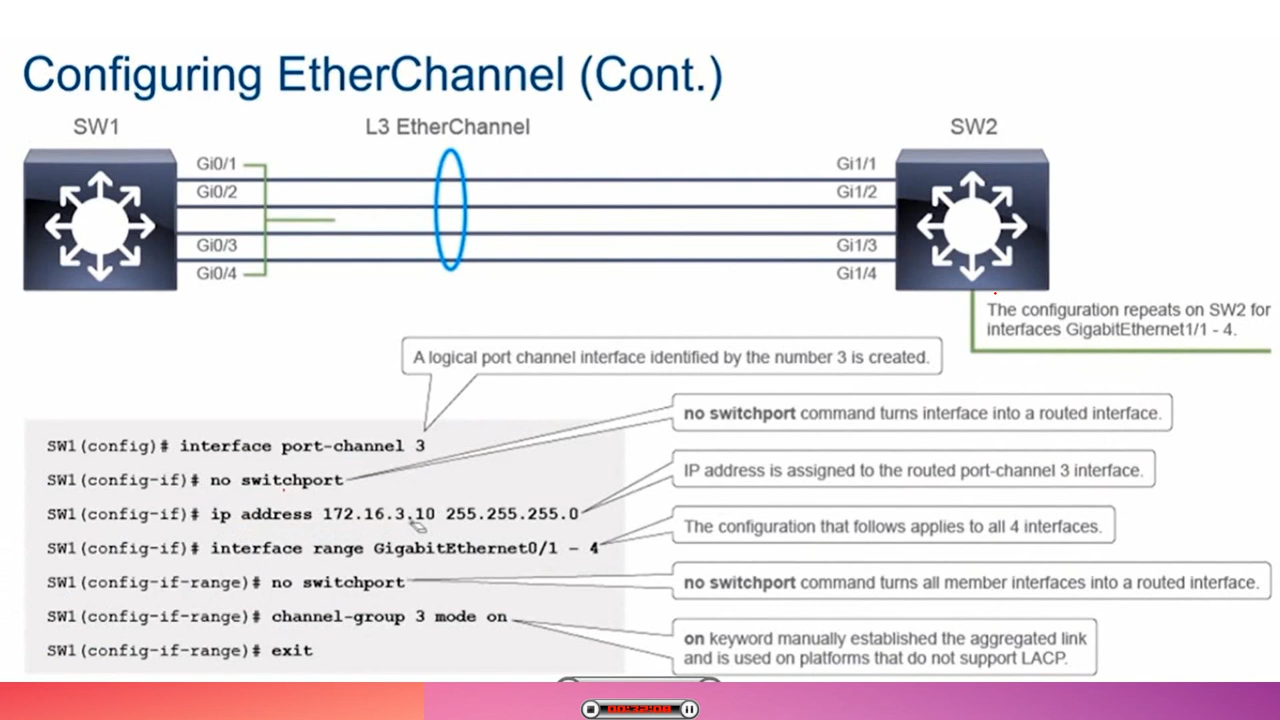 Configuring EtherChannel (Cont.)
SW1
L3 EtherChannel
SW2
Gi0/1
Gi0/2
Gi0/3
Gi0/4
Gi1/1
Gi1/2
Gi1/3
Gi1/4
The configuration repeats on SW2 for
interfaces GigabitEthernet1/1 - 4.
A logical port channel interface identified by the number 3 is created.
no switchport command turns interface into a routed interface.
IP address is assigned to the routed port-channel 3 interface.
The configuration that follows applies to all 4 interfaces.
no switchport command turns all member interfaces into a routed interface.
on keyword manually established the aggregated link
and is used on platforms that do not support LACP.
SW1(config)# interface port-channel 3
SW1(config-if)# no switchport
SW1(config-if)# ip address 172.16.3.10 255.255.255.0
SW1(config-if)# interface range GigabitEthernet0/1 - 4
SW1(config-if-range)# no switchport
SW1(config-if-range)# channel-group 3 mode on
SW1(config-if-range)# exit
00:32:08